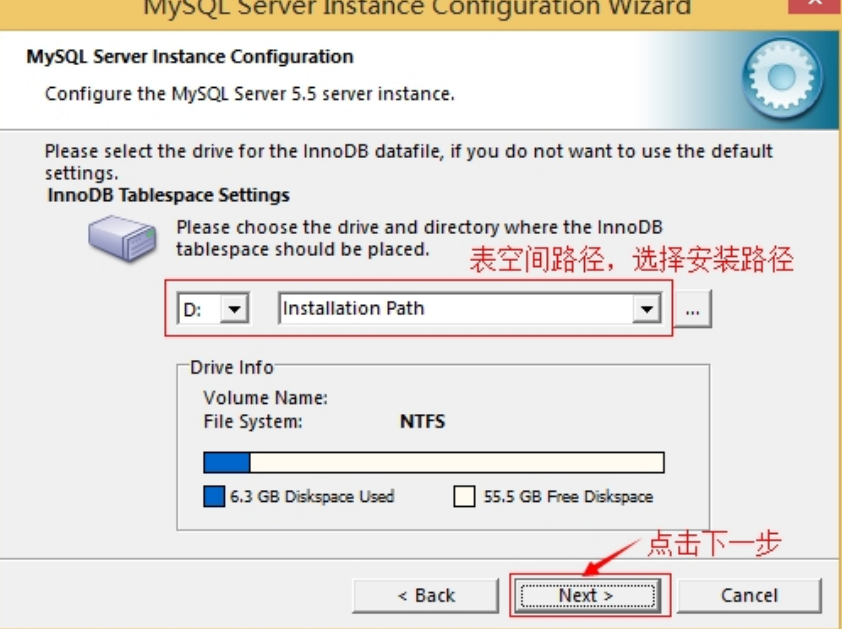 MySQL Server Instance Configuration Wizard
MySQL Server Instance Configuration
Configure the MySQL Server 5.5 server instance.
Please select the drive for the InnoDB datafile, if you do not want to use the default
settings.
InnoDB Tablespace Settings
Please choose the drive and directory where the InnoDB
tablespace should be placed.
表空间路径，选择安装路径
D: Installation Path ...
Drive Info
Volume Name:
File System: NTFS
6.3 GB Diskspace Used 55.5 GB Free Diskspace
点击下一步
< Back Next > Cancel